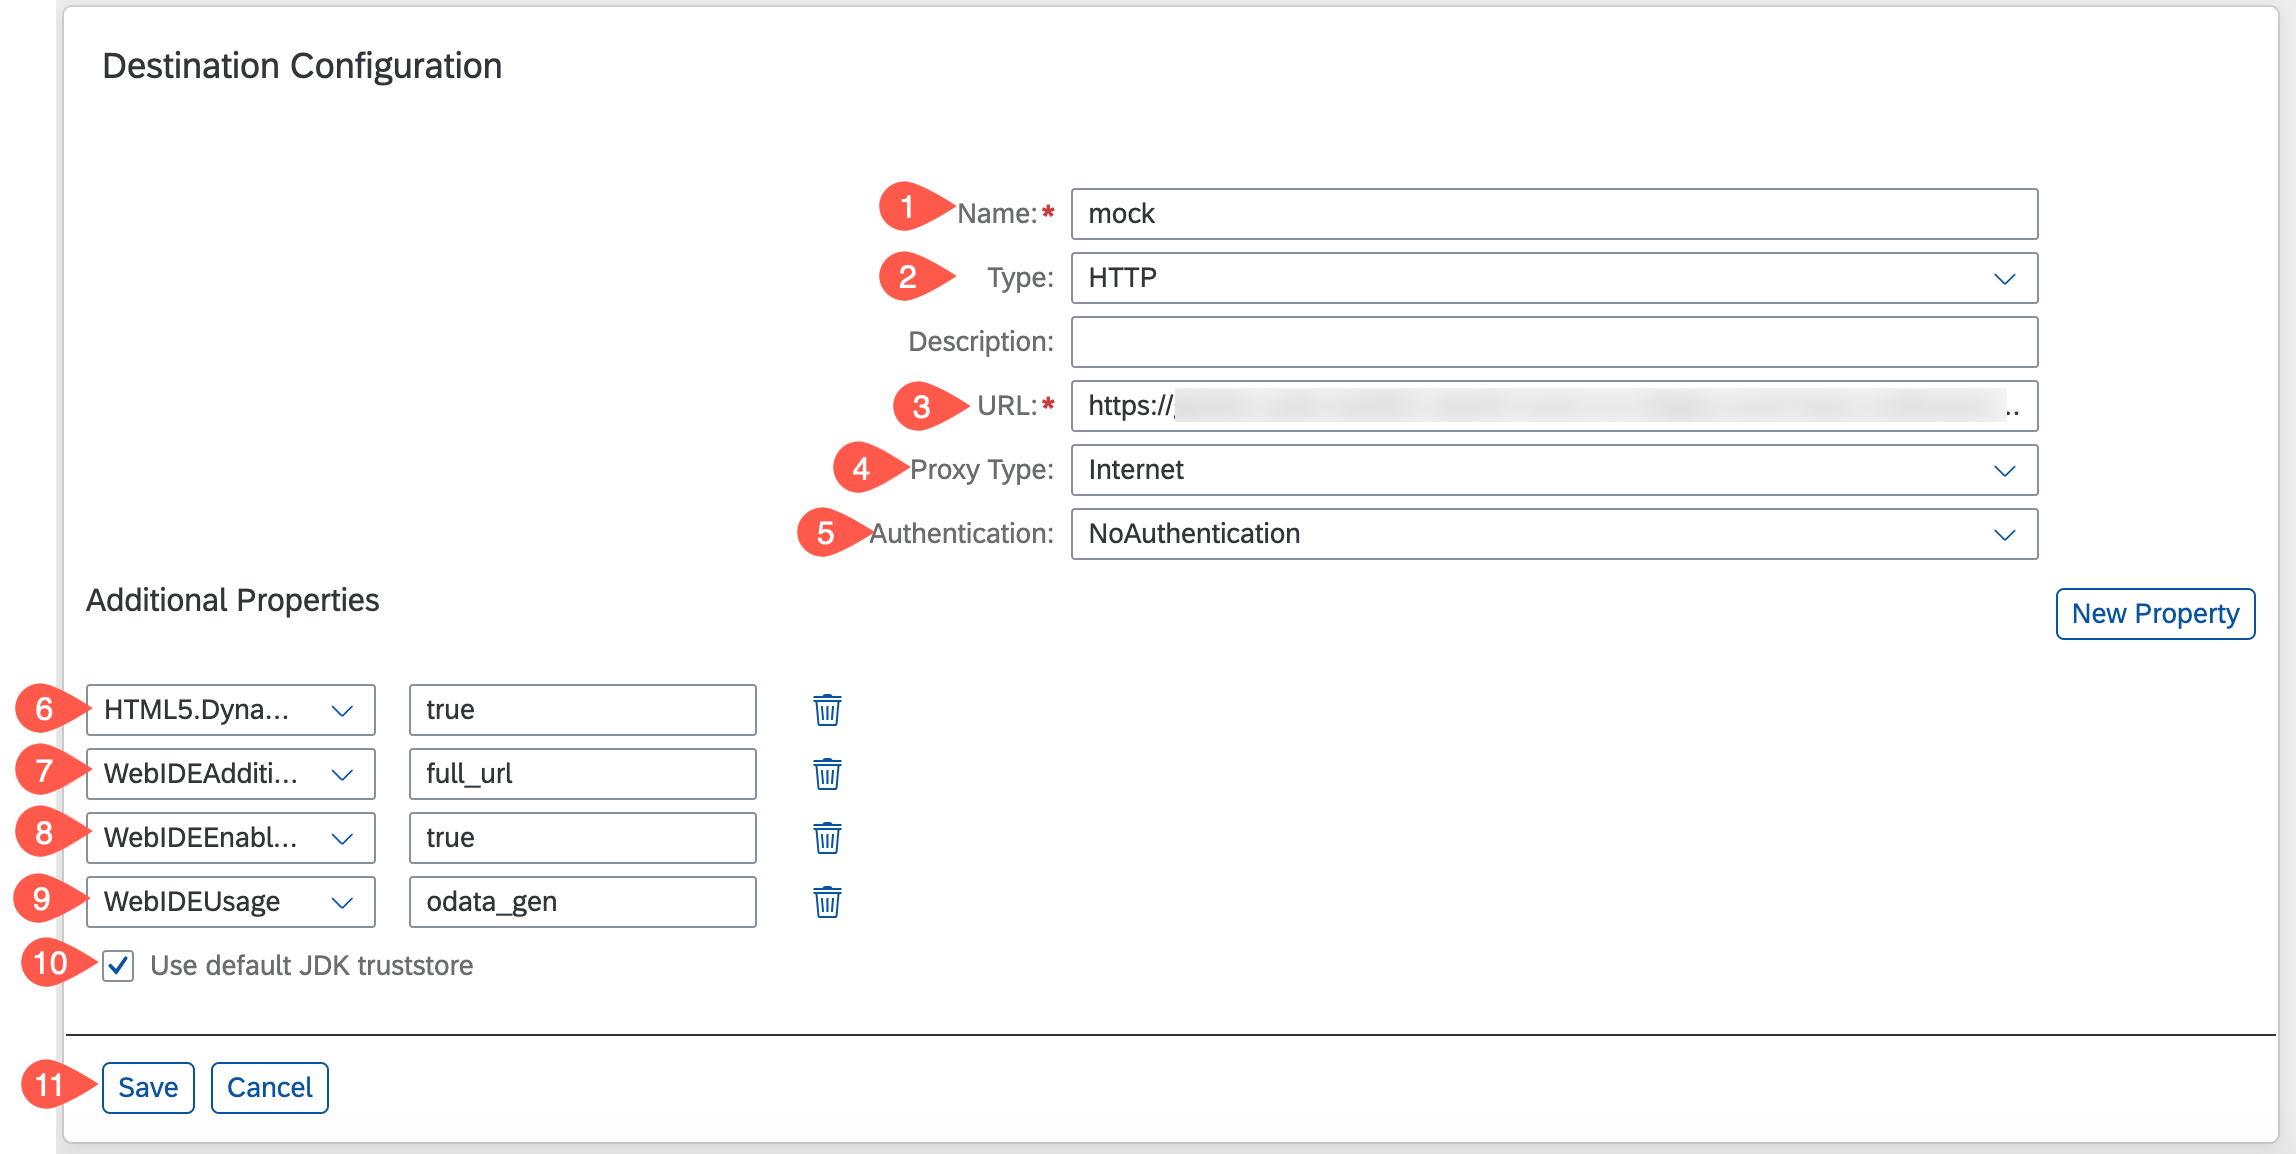 Destination Configuration
1 Name:* mock
2 Type: HTTP
Description:
3 URL:* https:// ..
4 Proxy Type: Internet
5 Authentication: NoAuthentication
Additional Properties
New Property
6 HTML5.Dyna... true
7 WebIDEAdditi... full_url
8 WebIDEEnabl... true
9 WebIDEUsage odata_gen
10 Use default JDK truststore
11 Save Cancel